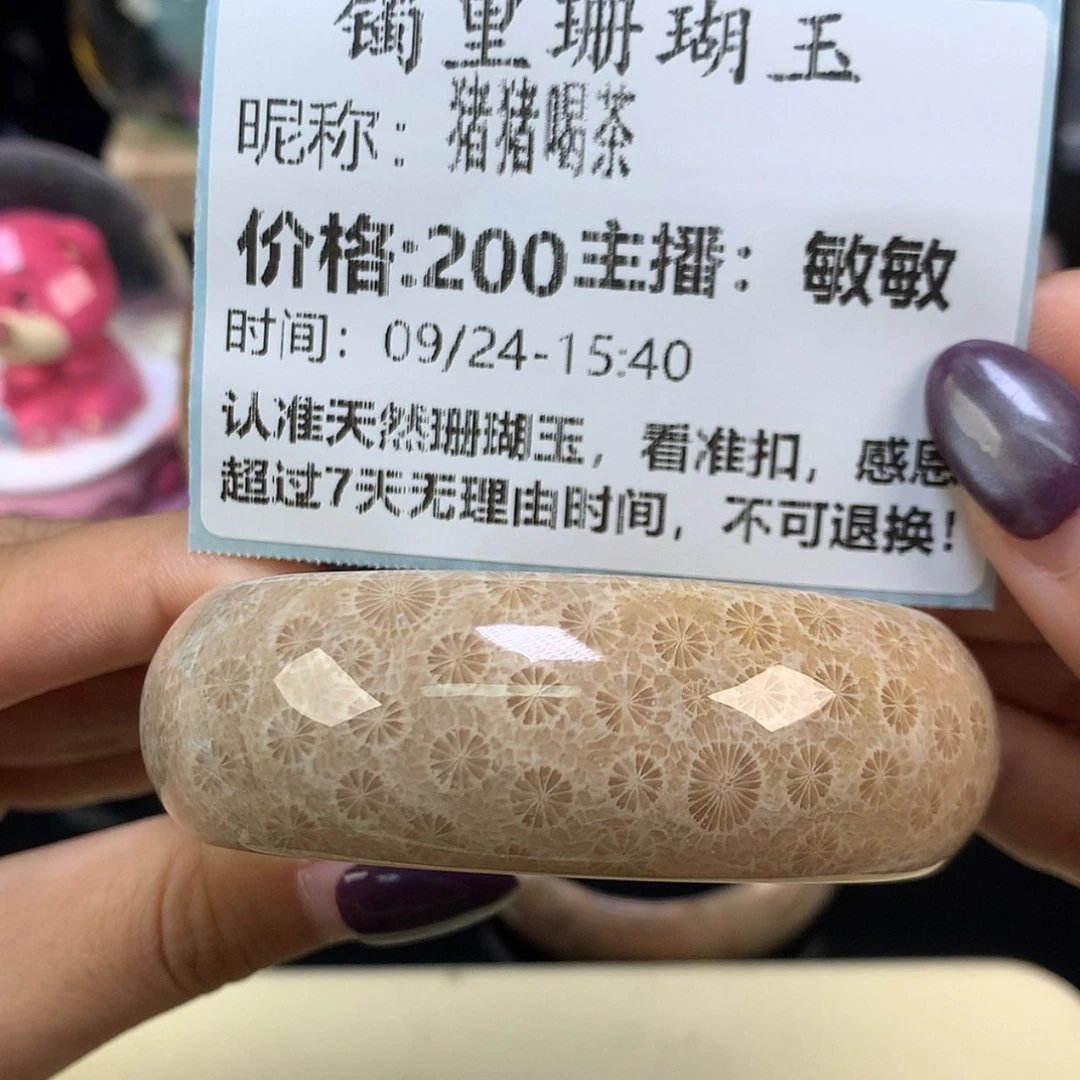 镯里珊瑚玉
昵称：猪猪喝茶
价格:200主播：敏敏
时间：09/24-15:40
认准天然珊瑚玉，看准扣，感恩
超过7天无理由时间，不可退换！